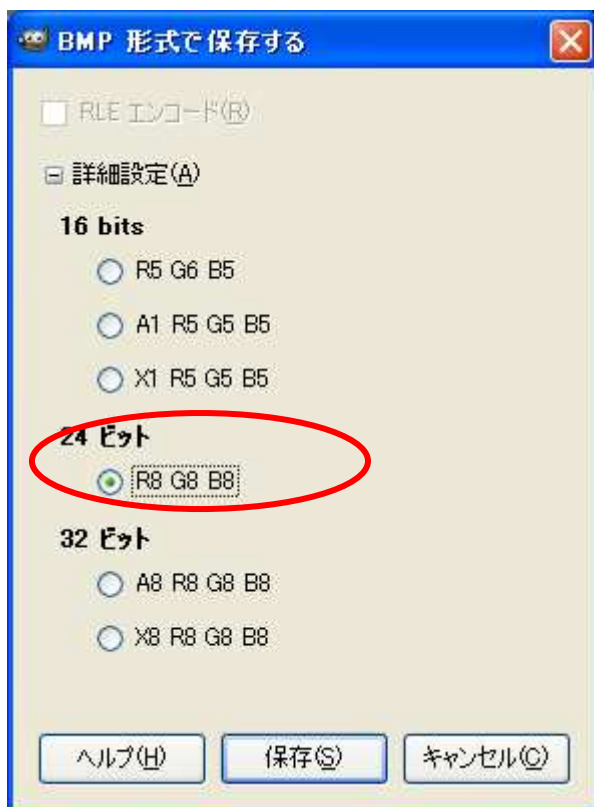 BMP 形式で保存する
RLE エンコード(R)
詳細設定(A)
16 bits
R5 G6 B5
A1 R5 G5 B5
X1 R5 G5 B5
24 ビット
R8 G8 B8
32 ビット
A8 R8 G8 B8
X8 R8 G8 B8
ヘルプ(H) 保存(S) キャンセル(C)